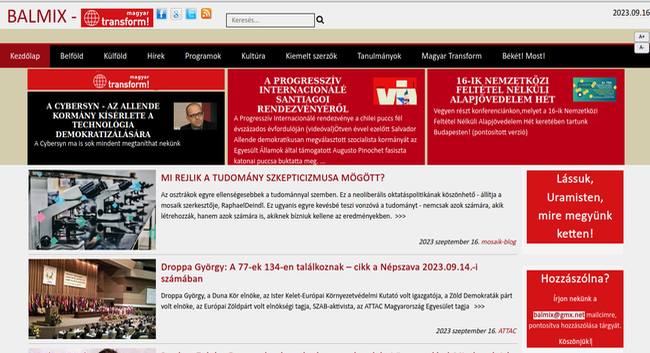 BALMIX - magyar transform!
Keresés...
2023.09.16
A+
A-
Kezdőlap Belföld Külföld Hírek Programok Kultúra Kiemelt szerzők Tanulmányok Magyar Transform Békét! Most!
magyar
transform!
A CYBERSYN - AZ ALLENDE
KORMÁNY KÍSÉRLETE A
TECHNOLÓGIA
DEMOKRATIZÁLÁSÁRA
A Cybersyn ma is sok mindent megtaníthat nekünk
A PROGRESSZÍV
INTERNACIONÁLÉ
SANTIAGOI
RENDEZVÉNYÉRŐL
A Progresszív Internacionálé rendezvénye a chilei puccs fél
évszázados évfordulóján (videóval)Ötven évvel ezelőtt Salvador
Allende demokratikusan megválasztott szocialista kormányát az
Egyesült Államok által támogatott Augusto Pinochet fasiszta
katonai puccsa buktatta meg. ...
16-IK NEMZETKÖZI
FELTÉTEL NÉLKÜLI
ALAPJÖVEDELEM HÉT
Vegyen részt konferenciánkon,melyet a 16-ik Nemzetközi
Feltétel Nélküli Alapjövedelem Hét keretében tartunk
Budapesten! (pontosított verzió)
MI REJLIK A TUDOMÁNY SZKEPTICIZMUSA MÖGÖTT?
Az osztrákok egyre ellenségesebbek a tudománnyal szemben. Ez a neoliberális oktatáspolitikának köszönhető - állítja a
mosaik szerkesztője, RaphaelDeindl. Ez ugyanis egyre kevésbé teszi vonzóvá a tudományt - nemcsak azok számára, akik
létrehozzák, hanem azok számára is, akiknek bízniuk kellene az eredményekben. >>>
2023 szeptember 16. mosaik-blog
Droppa György: A 77-ek 134-en találkoznak – cikk a Népszava 2023.09.14.-i
számában
Droppa György, a Duna Kör elnöke, az Ister Kelet-Európai Környezetvédelmi Kutató volt igazgatója, a Zöld Demokraták párt
volt elnöke, az Európai Zöldpárt volt elnökségi tagja, SZAB-aktivista, az ATTAC Magyarország Egyesület tagja >>>
2023 szeptember 16. ATTAC
Lássuk,
Uramisten,
mire megyünk
ketten!
Hozzászólna?
Írjon nekünk a
balmix@gmx.net mailcímre,
pontosítva hozzászólása tárgyát.
Köszönjük!